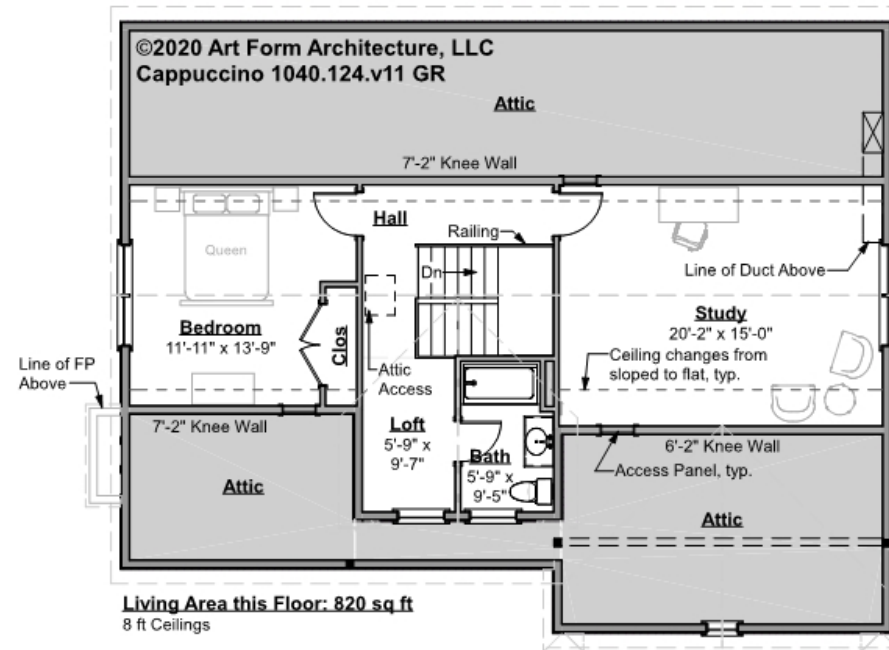 ©2020 Art Form Architecture, LLC
Cappuccino 1040.124.v11 GR
Attic
7'-2" Knee Wall
Hall
Railing
Queen
Dn
Line of Duct Above
Bedroom
11'-11" x 13'-9"
Clos
Study
20'-2" x 15'-0"
Ceiling changes from
sloped to flat, typ.
Line of FP
Above
Attic
Access
7'-2" Knee Wall
Loft
5'-9" x
9'-7"
Bath
5'-9" x
9'-5"
6'-2" Knee Wall
Access Panel, typ.
Attic
Attic
Living Area this Floor: 820 sq ft
8 ft Ceilings